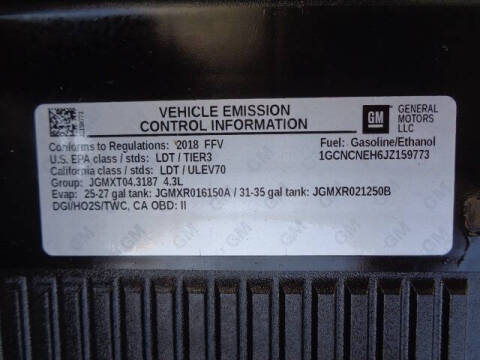 VEHICLE EMISSION
CONTROL INFORMATION
GM
GENERAL
MOTORS
LLC
Conforms to Regulations: 2018 FFV
Fuel: Gasoline/Ethanol
U.S. EPA class / stds: LDT / TIER3
1GCNCNEH6JZ159773
California class / stds: LDT / ULEV70
Group: JGMXT04.3187 4.3L
Evap: 25-27 gal tank: JGMXR016150A / 31-35 gal tank: JGMXR021250B
DGI/HO2S/TWC, CA OBD: II